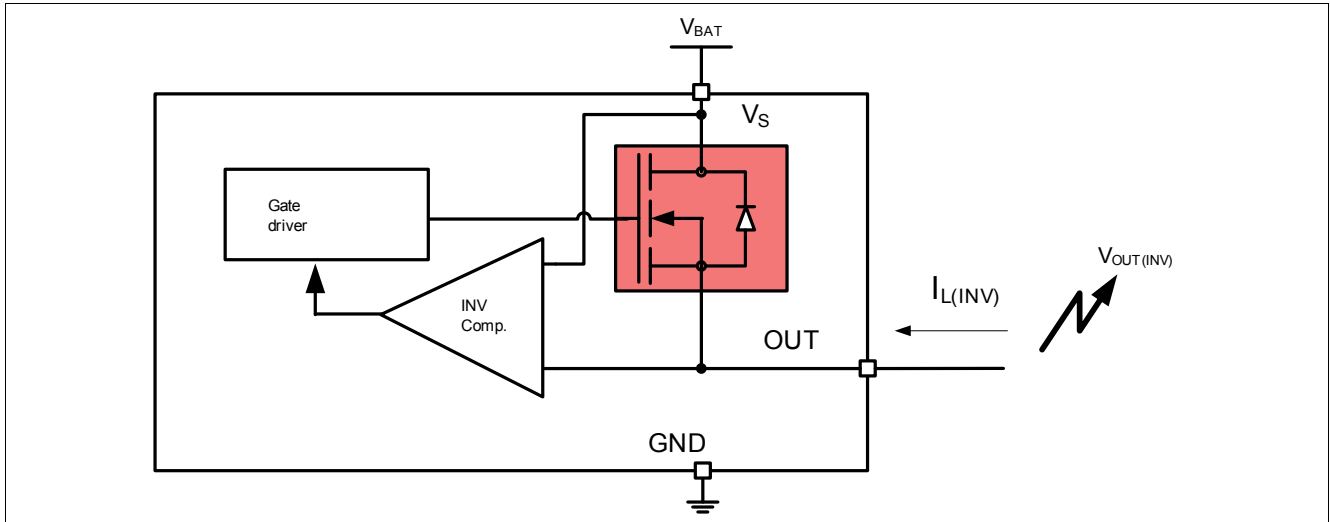 VBAT
VS
Gate
driver
INV
Comp.
VOUT(INV)
IL(INV)
OUT
GND